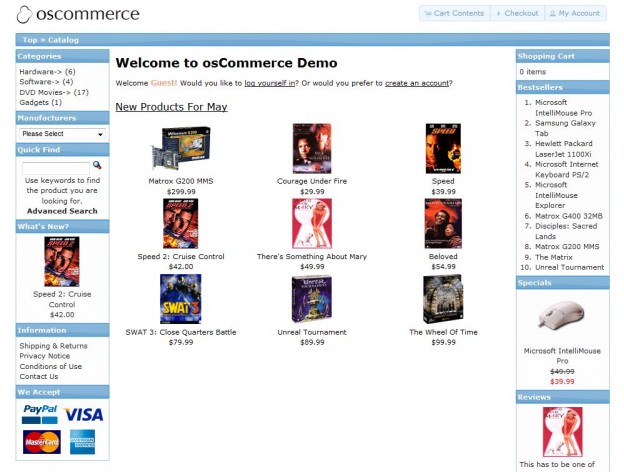 oscommerce
Cart Contents
Checkout
My Account
Top » Catalog
Categories
Hardware-> (6)
Software-> (4)
DVD Movies-> (17)
Gadgets (1)
Manufacturers
Please Select
Quick Find
Use keywords to find
the product you are
looking for.
Advanced Search
What's New?
Speed 2: Cruise
Control
$42.00
Information
Shipping & Returns
Privacy Notice
Conditions of Use
Contact Us
We Accept
PayPal
VISA
MasterCard
AMERICAN EXPRESS
Welcome to osCommerce Demo
Welcome Guest! Would you like to log yourself in? Or would you prefer to create an account?
New Products For May
Matrox G200 MMS
$299.99
Courage Under Fire
$29.99
SPEED
Speed
$39.99
SPEED 2
Speed 2: Cruise Control
$42.00
There's Something About Mary
$49.99
Beloved
$54.99
SWAT 3
SWAT 3: Close Quarters Battle
$79.99
Unreal Tournament
$89.99
The Wheel Of Time
$99.99
Shopping Cart
0 items
Bestsellers
1. Microsoft
IntelliMouse Pro
2. Samsung Galaxy
Tab
3. Hewlett Packard
LaserJet 1100Xi
4. Microsoft Internet
Keyboard PS/2
5. Microsoft
IntelliMouse
Explorer
6. Matrox G400 32MB
7. Disciples: Sacred
Lands
8. Matrox G200 MMS
9. The Matrix
10. Unreal Tournament
Specials
Microsoft IntelliMouse
Pro
$49.99
$39.99
Reviews
This has to be one of